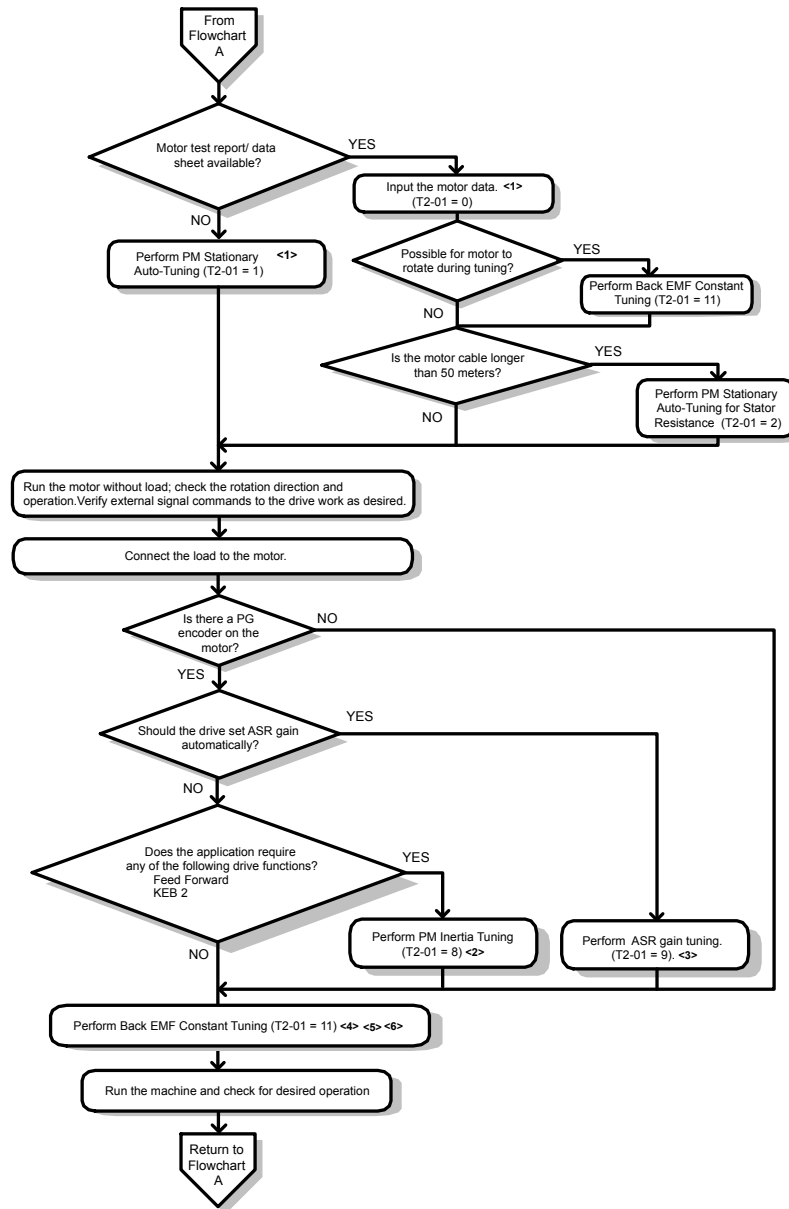 From
Flowchart
A
Motor test report/ data
sheet available?
YES
NO
Input the motor data. <1>
(T2-01 = 0)
Perform PM Stationary <1>
Auto-Tuning (T2-01 = 1)
Possible for motor to
rotate during tuning?
YES
NO
Perform Back EMF Constant
Tuning (T2-01 = 11)
Is the motor cable longer
than 50 meters?
YES
NO
Perform PM Stationary
Auto-Tuning for Stator
Resistance (T2-01 = 2)
Run the motor without load; check the rotation direction and
operation.Verify external signal commands to the drive work as desired.
Connect the load to the motor.
Is there a PG
encoder on the
motor?
NO
YES
Should the drive set ASR gain
automatically?
YES
NO
Does the application require
any of the following drive functions?
Feed Forward
KEB 2
YES
NO
Perform PM Inertia Tuning
(T2-01 = 8) <2>
Perform ASR gain tuning.
(T2-01 = 9). <3>
Perform Back EMF Constant Tuning (T2-01 = 11) <4> <5> <6>
Run the machine and check for desired operation
Return to
Flowchart
A